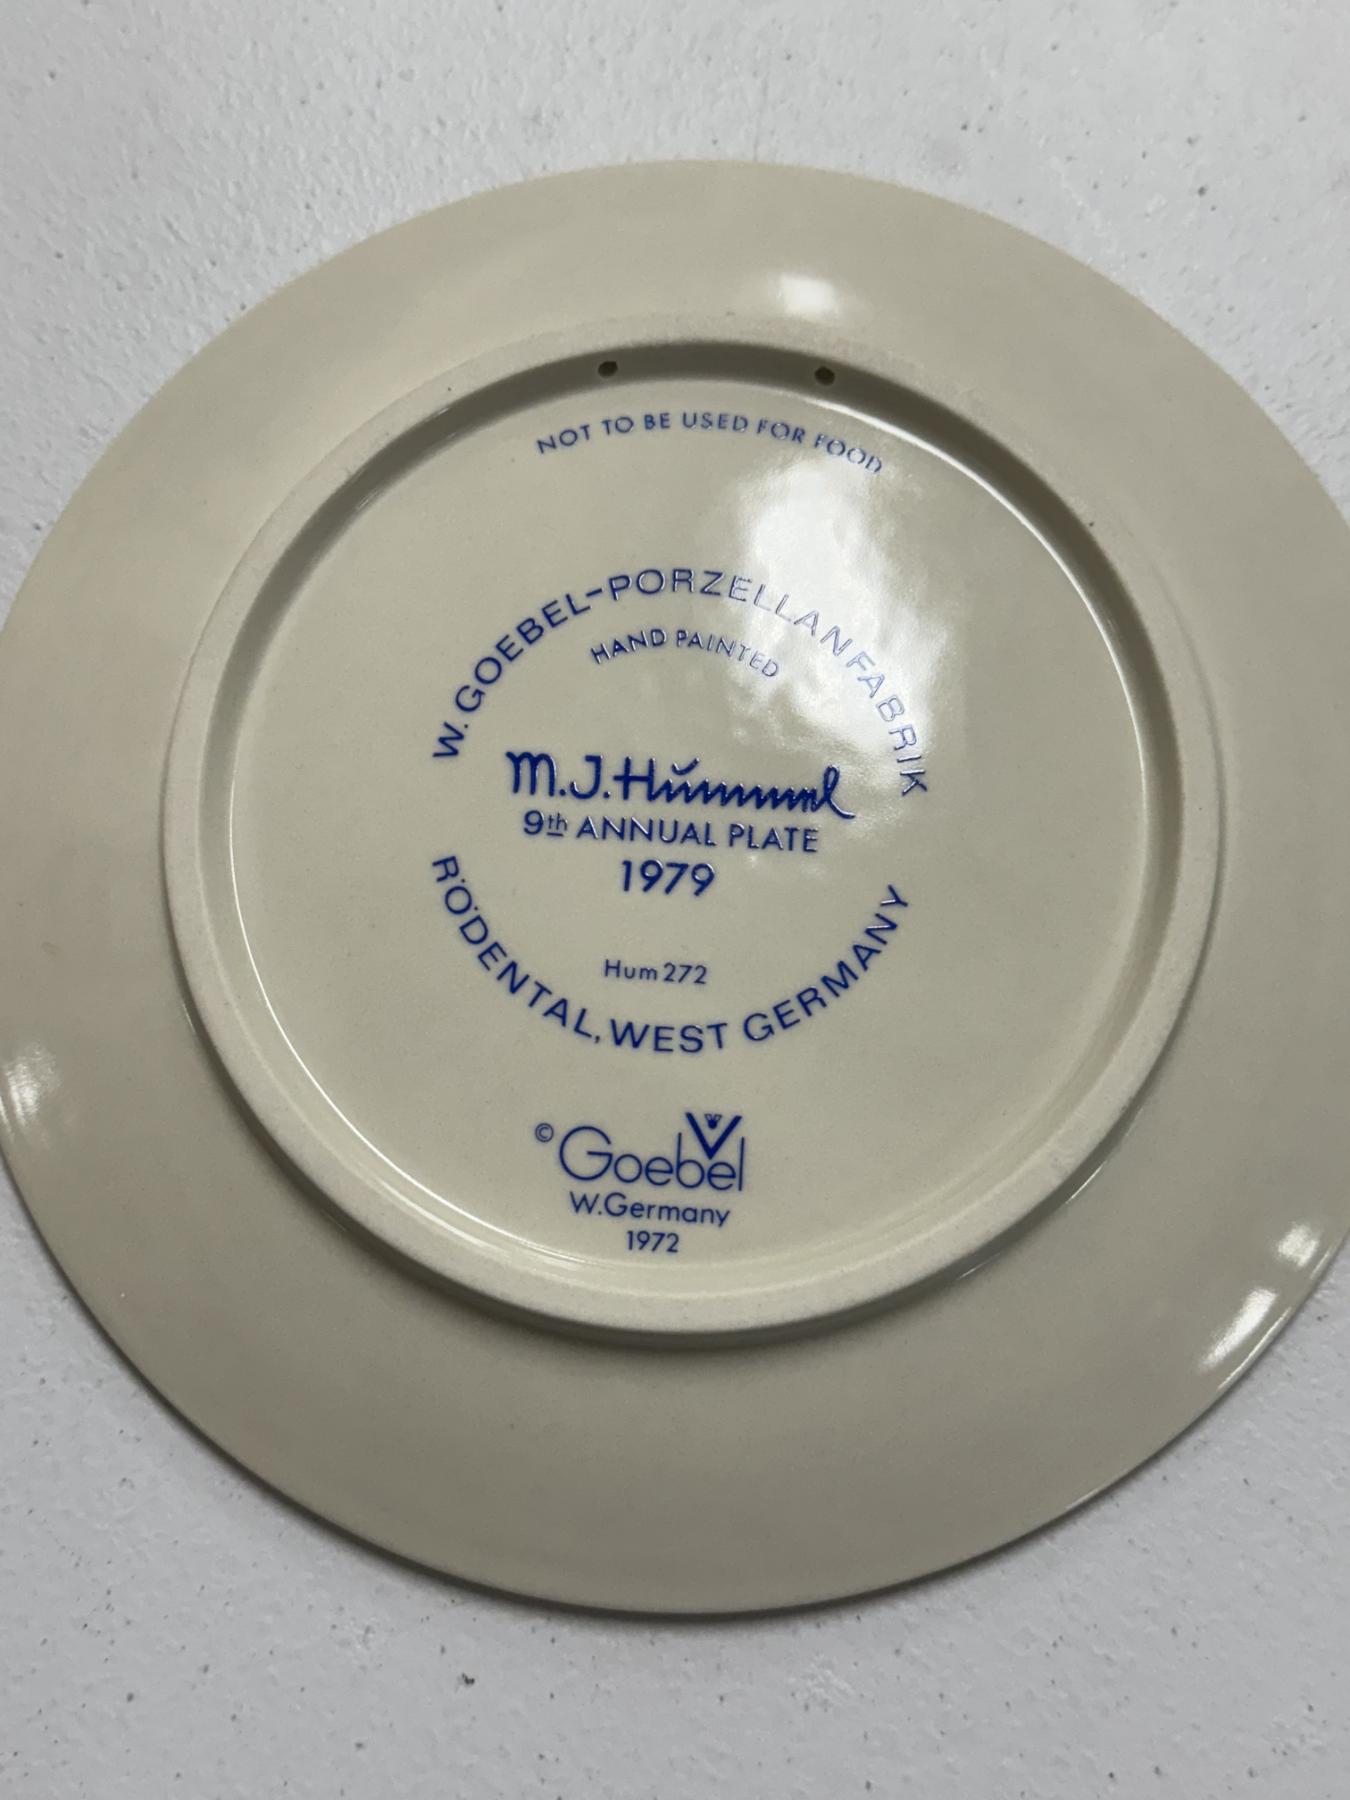 NOT TO BE USED FOR FOOD
W. GOEBEL-PORZELLANFABRIK
HAND PAINTED
M.J.Hummel
9th ANNUAL PLATE
1979
Hum 272
RÖDENTAL, WEST GERMANY
© Goebel
W.Germany
1972